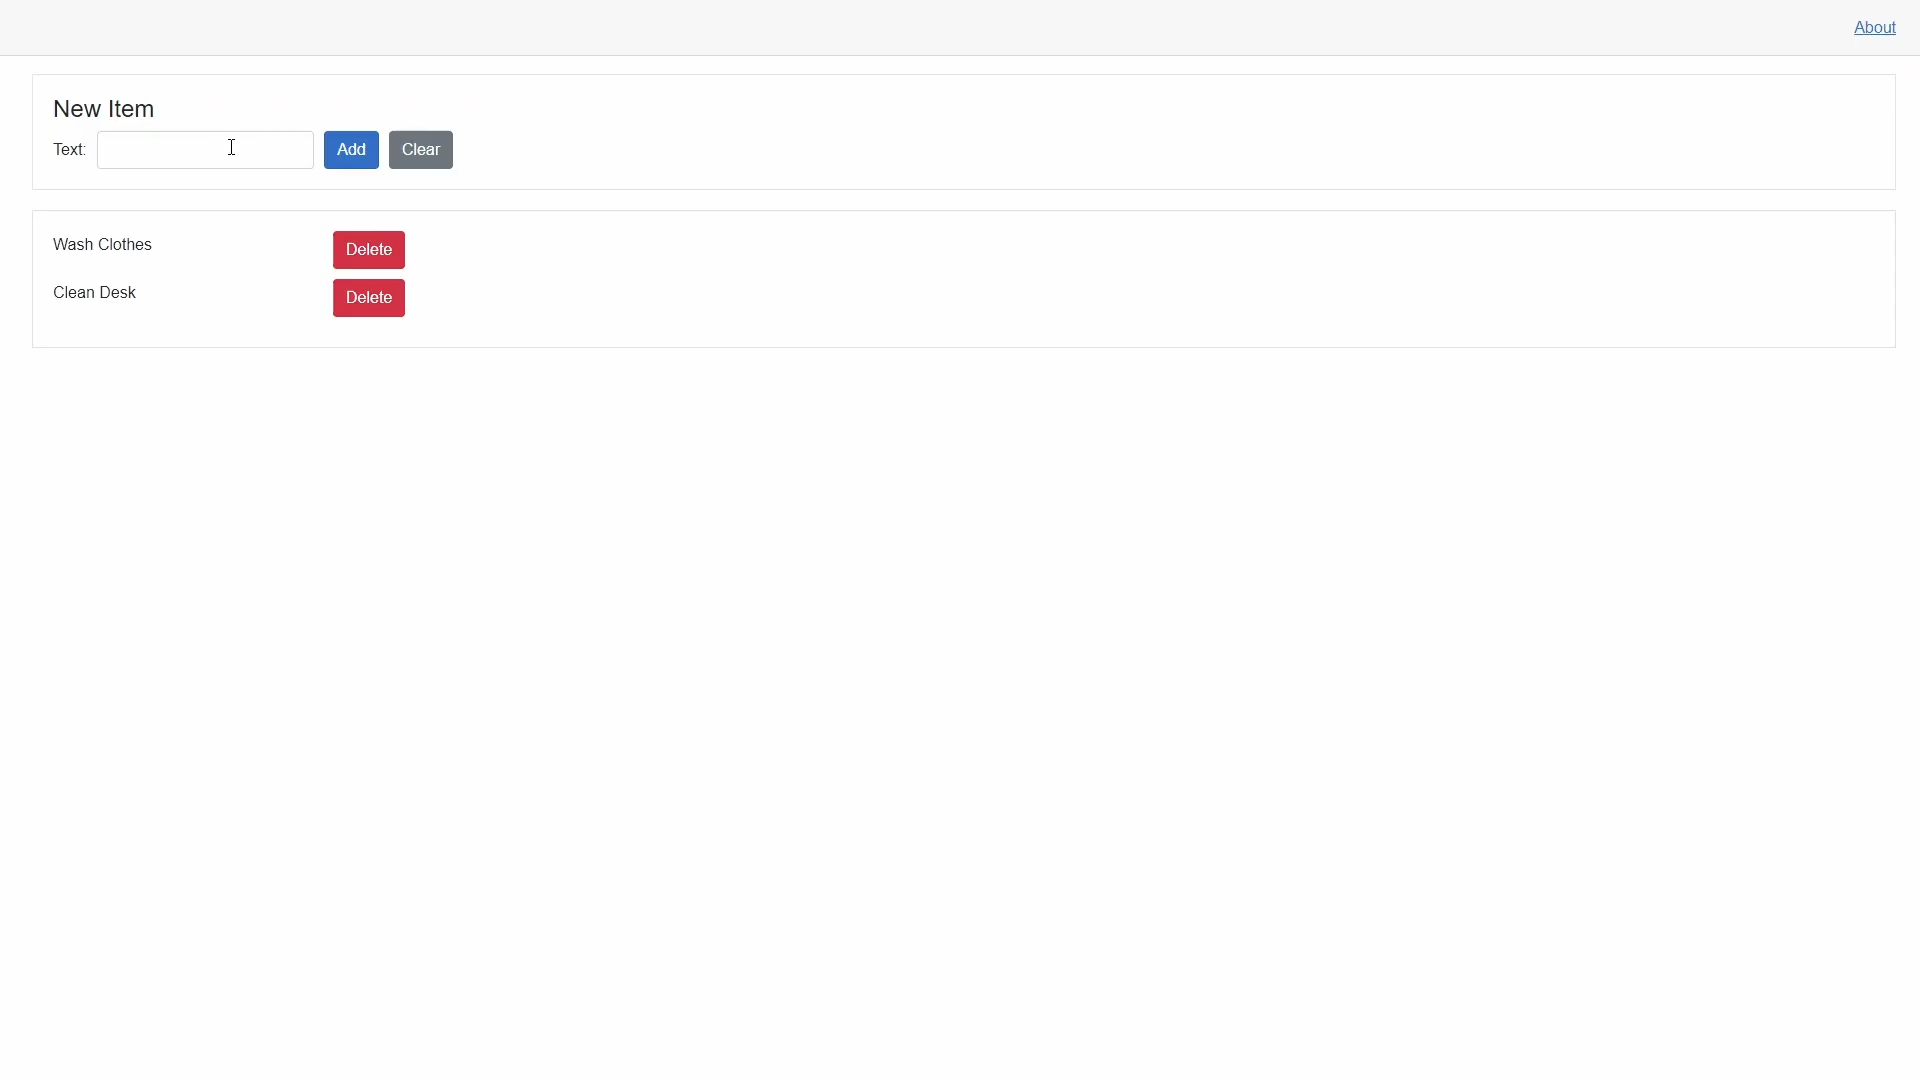 About
New Item
Text: Add Clear
Wash Clothes Delete
Clean Desk Delete